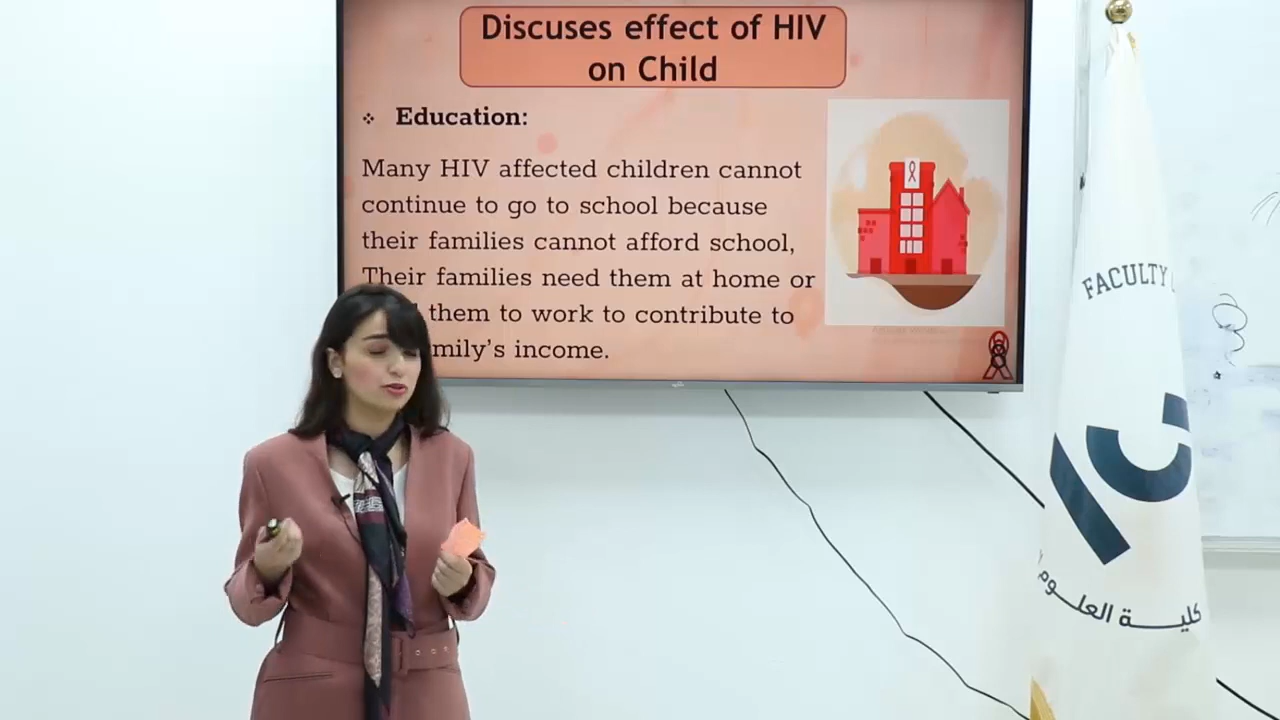 Discuses effect of HIV
on Child
Education:
Many HIV affected children cannot
continue to go to school because
their families cannot afford school,
Their families need them at home or
them to work to contribute to
income.
FACULTY
كلية العلوم